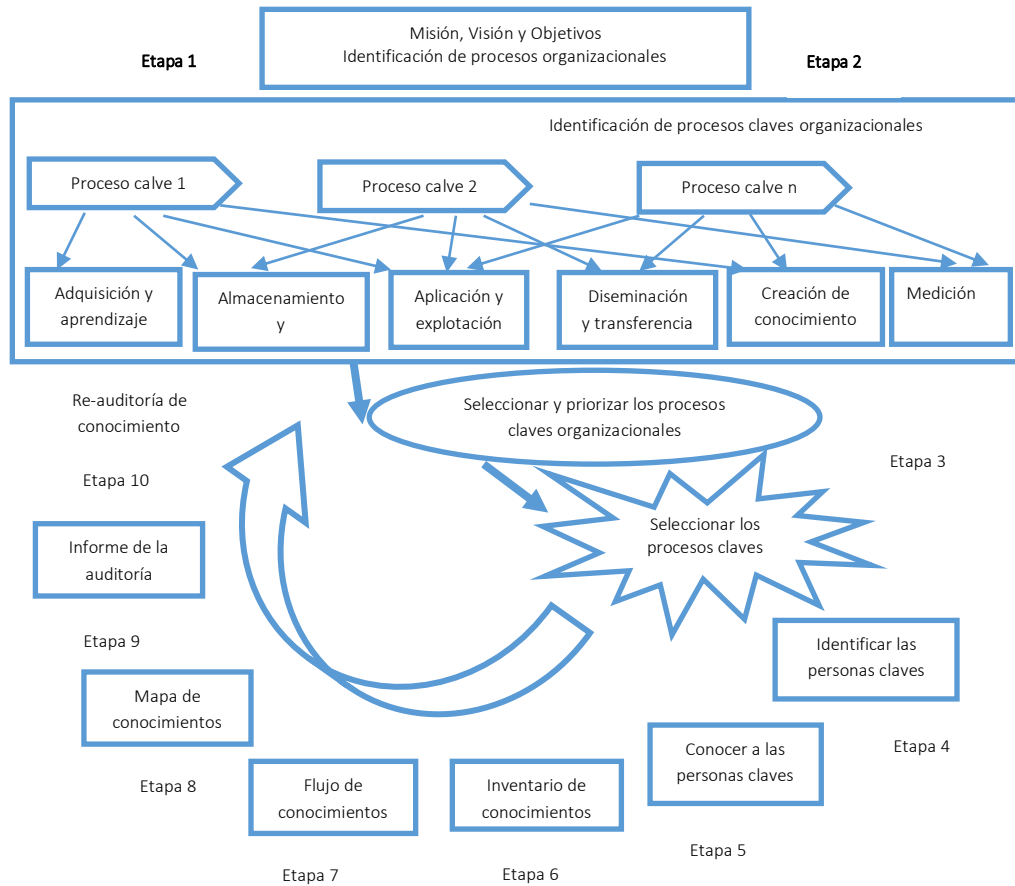 Misión, Visión y Objetivos
Identificación de procesos organizacionales
Etapa 1
Etapa 2
Identificación de procesos claves organizacionales
Proceso calve 1
Proceso calve 2
Proceso calve n
Adquisición y
aprendizaje
Almacenamiento
y
Aplicación y
explotación
Diseminación
y transferencia
Creación de
conocimiento
Medición
Re-auditoría de
conocimiento
Seleccionar y priorizar los procesos
claves organizacionales
Etapa 3
Etapa 10
Seleccionar los
procesos claves
Informe de la
auditoría
Etapa 9
Identificar las
personas claves
Mapa de
conocimientos
Etapa 4
Conocer a las
personas claves
Etapa 8
Flujo de
conocimientos
Inventario de
conocimientos
Etapa 5
Etapa 7
Etapa 6